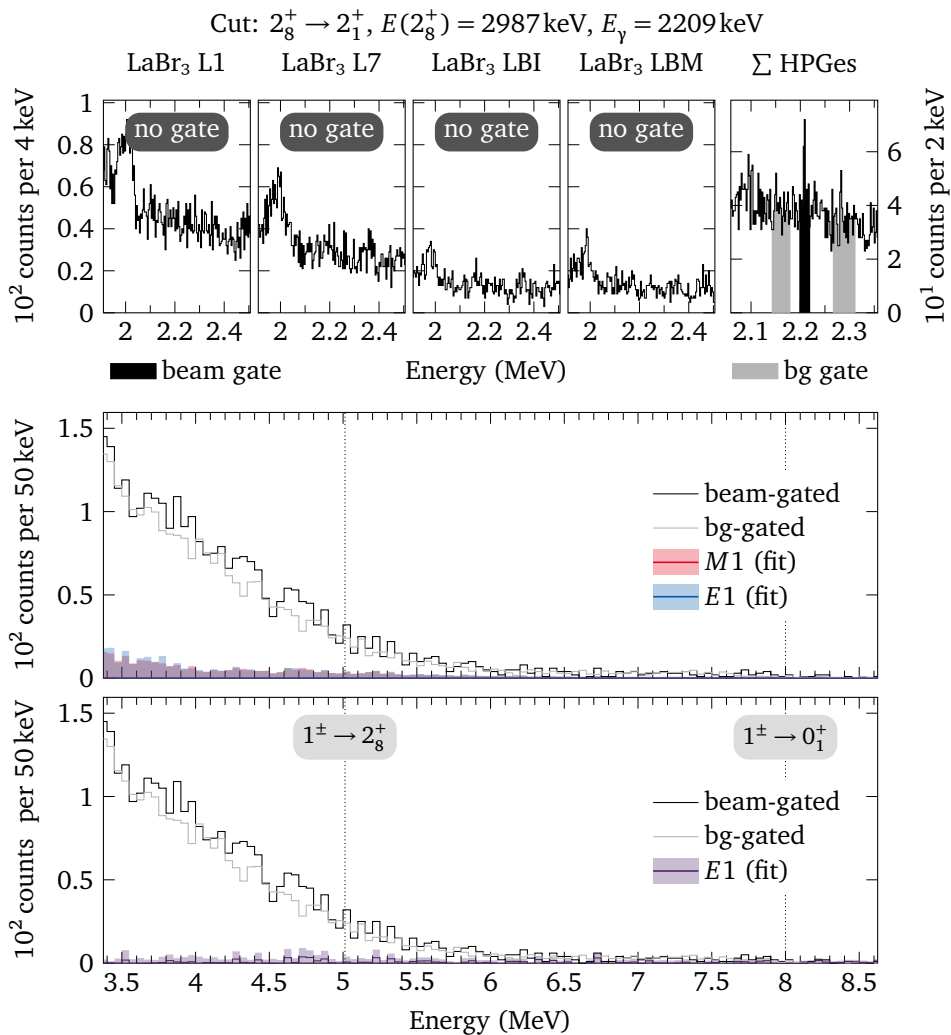 Cut: 2₈⁺ → 2₁⁺, E(2₈⁺) = 2987 keV, Eγ = 2209 keV
LaBr₃ L1 LaBr₃ L7 LaBr₃ LBI LaBr₃ LBM ∑ HPGes
no gate no gate no gate no gate
10² counts per 4 keV
1
0.8
0.6
0.4
0.2
0
6
4
2
0
10¹ counts per 2 keV
2 2.2 2.4 2 2.2 2.4 2 2.2 2.4 2 2.2 2.4 2.1 2.2 2.3
beam gate Energy (MeV) bg gate
10² counts per 50 keV
1.5
1
0.5
0
beam-gated
bg-gated
M1 (fit)
E1 (fit)
10² counts per 50 keV
1.5
1
0.5
0
1± → 2₈⁺ 1± → 0₁⁺
beam-gated
bg-gated
E1 (fit)
3.5 4 4.5 5 5.5 6 6.5 7 7.5 8 8.5
Energy (MeV)